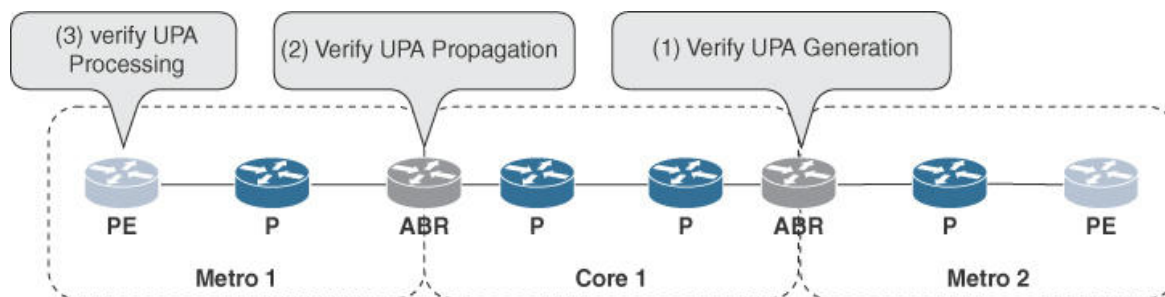 (3) verify UPA
Processing
(2) Verify UPA Propagation
(1) Verify UPA Generation
PE
P
ABR
P
P
ABR
P
PE
Metro 1
Core 1
Metro 2